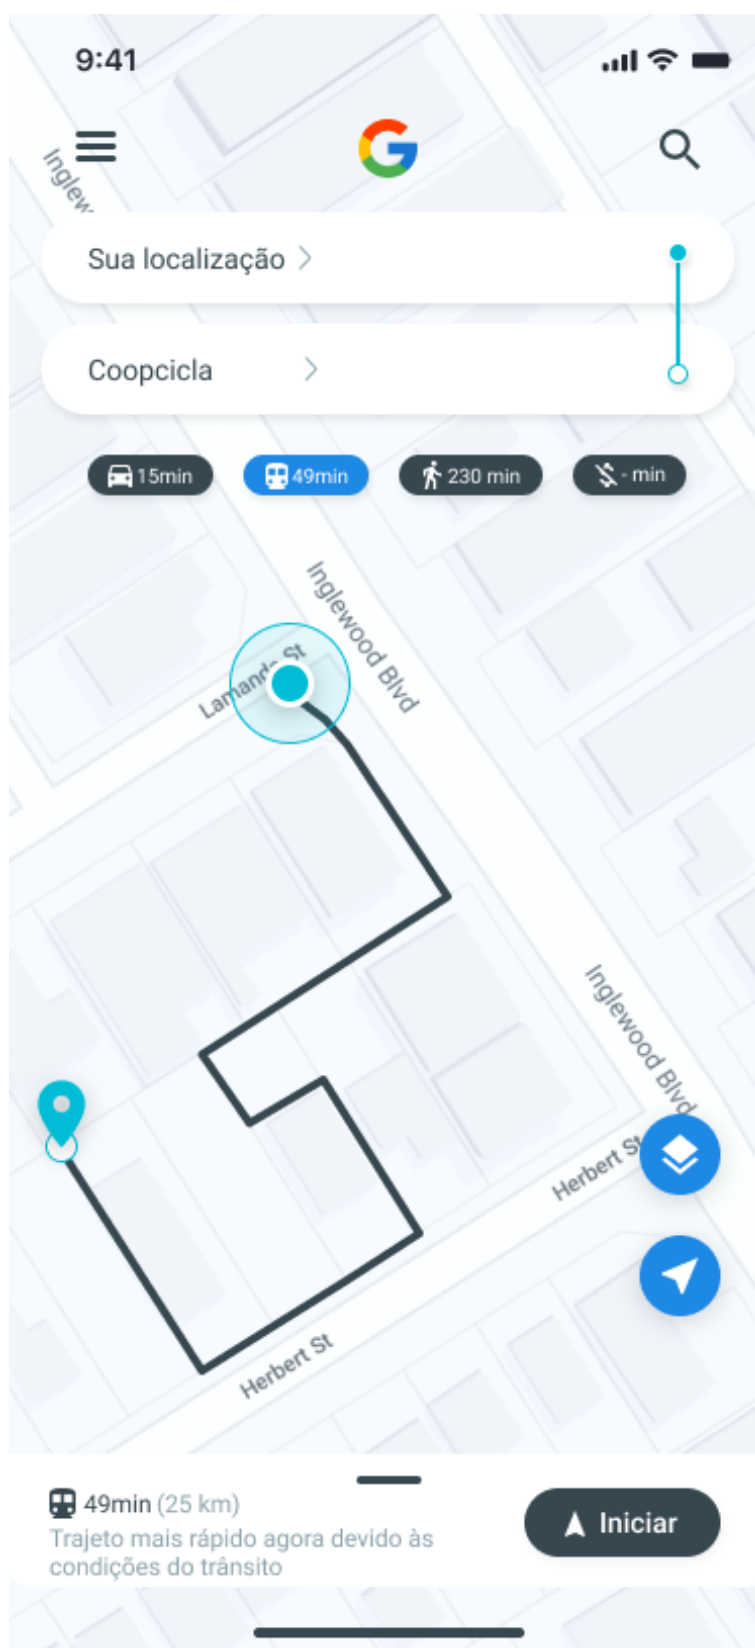 9:41
Inglew
Sua localização
Coopcicla
15min
49min
230 min
- min
Inglewood Blvd
Lamande St
Inglewood Blvd
Herbert St
Herbert St
49min (25 km)
Trajeto mais rápido agora devido às
condições do trânsito
Iniciar